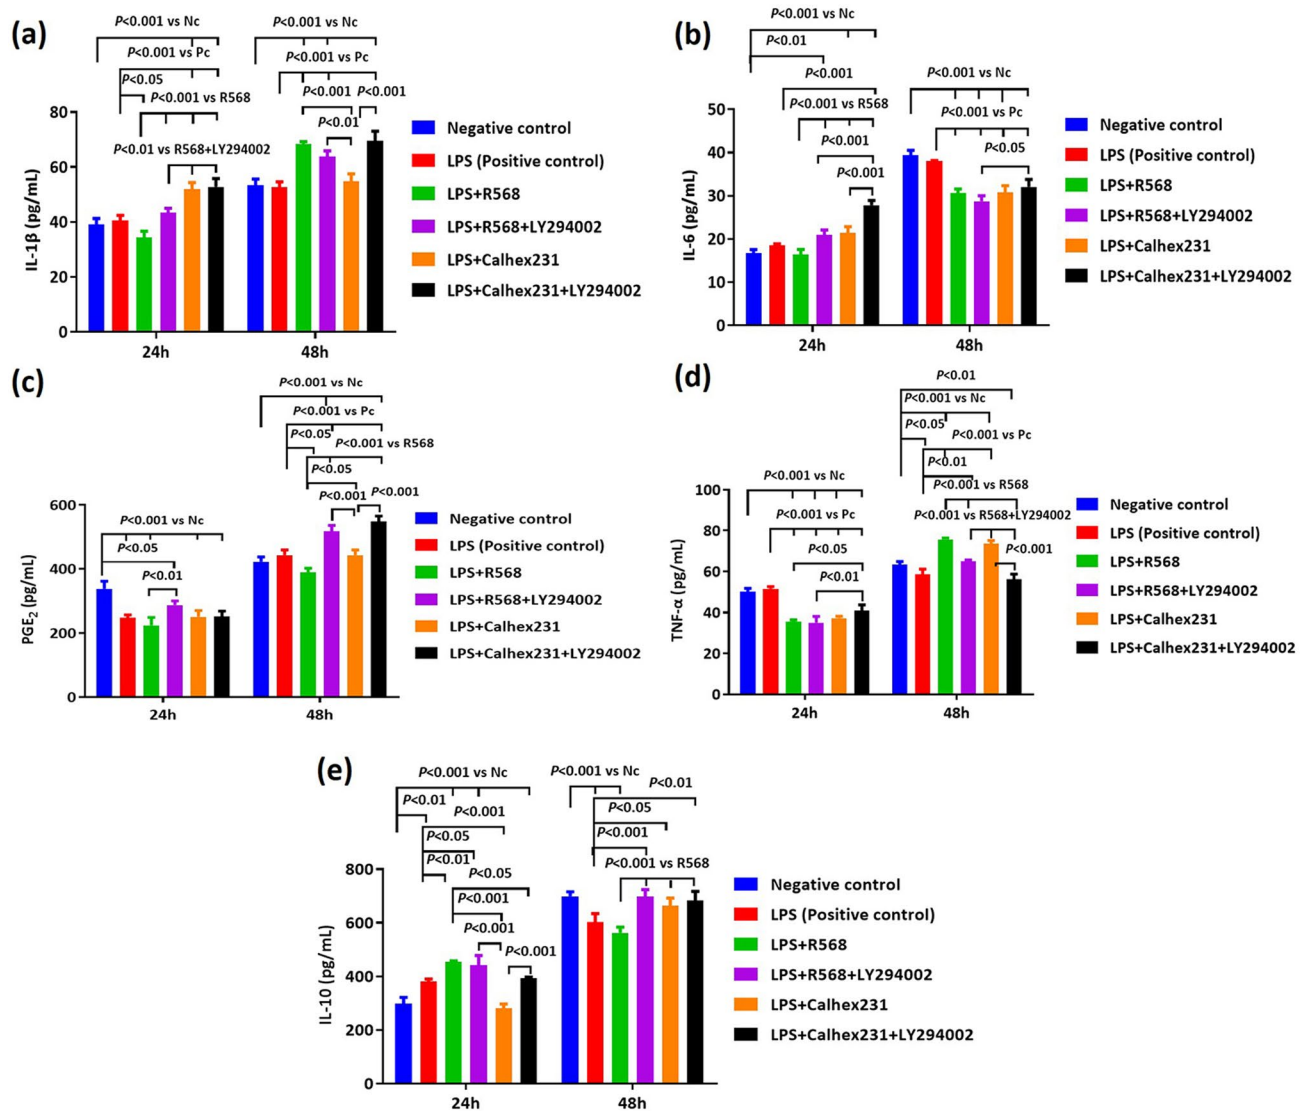 (a)
P<0.001 vs Nc
P<0.001 vs Nc
P<0.001 vs Pc
P<0.001 vs Pc
P<0.05
P<0.001 vs R568
P<0.001
P<0.001
P<0.01 vs R568+LY294002
P<0.01
IL-1β (pg/mL)
80
60
40
20
0
24h
48h
Negative control
LPS (Positive control)
LPS+R568
LPS+R568+LY294002
LPS+Calhex231
LPS+Calhex231+LY294002
(b)
P<0.001 vs Nc
P<0.01
P<0.001
P<0.001 vs R568
P<0.001
P<0.001
P<0.001 vs Nc
P<0.001 vs Pc
P<0.05
IL-6 (pg/mL)
50
40
30
20
10
0
24h
48h
Negative control
LPS (Positive control)
LPS+R568
LPS+R568+LY294002
LPS+Calhex231
LPS+Calhex231+LY294002
(c)
P<0.001 vs Nc
P<0.001 vs Pc
P<0.05
P<0.001 vs R568
P<0.05
P<0.001
P<0.001
P<0.001 vs Nc
P<0.05
P<0.01
PGE2 (pg/mL)
600
400
200
0
24h
48h
Negative control
LPS (Positive control)
LPS+R568
LPS+R568+LY294002
LPS+Calhex231
LPS+Calhex231+LY294002
(d)
P<0.01
P<0.001 vs Nc
P<0.05
P<0.001 vs Pc
P<0.01
P<0.001 vs R568
P<0.001 vs R568+LY294002
P<0.001
P<0.001 vs Nc
P<0.001 vs Pc
P<0.05
P<0.01
TNF-α (pg/mL)
100
80
60
40
20
0
24h
48h
Negative control
LPS (Positive control)
LPS+R568
LPS+R568+LY294002
LPS+Calhex231
LPS+Calhex231+LY294002
(e)
P<0.001 vs Nc
P<0.01
P<0.001
P<0.05
P<0.01
P<0.05
P<0.001
P<0.001
P<0.001
P<0.001 vs Nc
P<0.01
P<0.05
P<0.001
P<0.001 vs R568
IL-10 (pg/mL)
800
600
400
200
0
24h
48h
Negative control
LPS (Positive control)
LPS+R568
LPS+R568+LY294002
LPS+Calhex231
LPS+Calhex231+LY294002